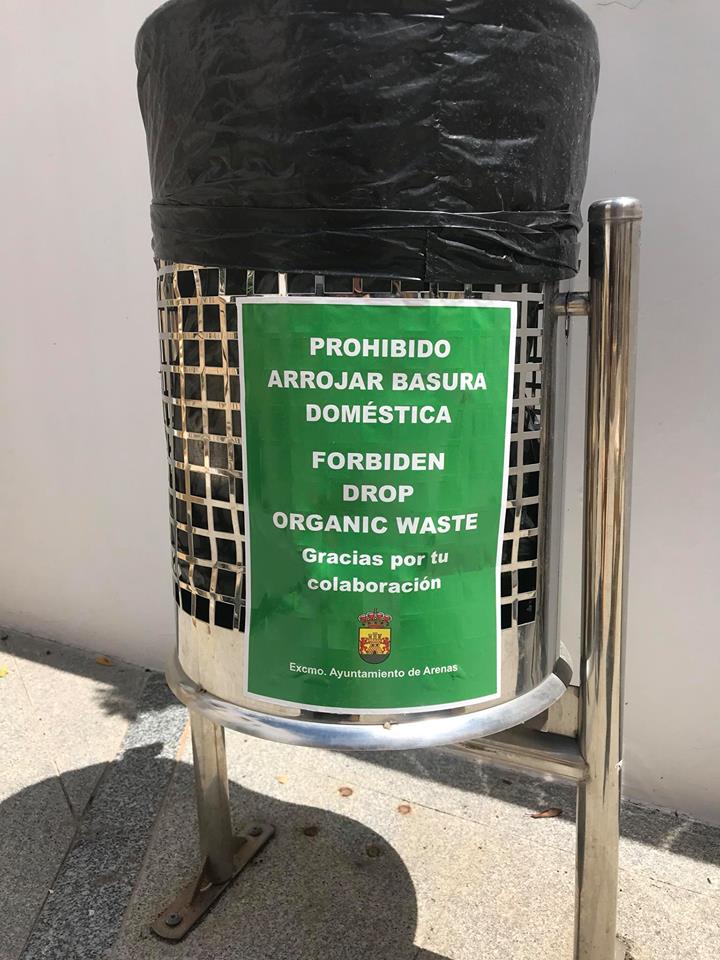 PROHIBIDO
ARROJAR BASURA
DOMÉSTICA
FORBIDEN
DROP
ORGANIC WASTE
Gracias por tu
colaboración
Excmo. Ayuntamiento de Arenas